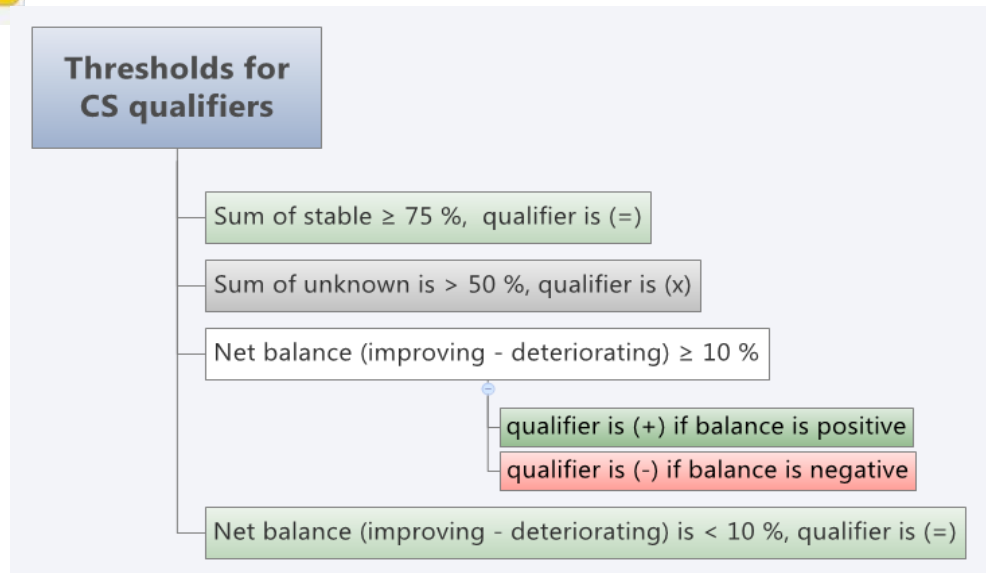 Thresholds for
CS qualifiers
Sum of stable ≥ 75 %,  qualifier is (=)
Sum of unknown is > 50 %, qualifier is (x)
Net balance (improving - deteriorating) ≥ 10 %
qualifier is (+) if balance is positive
qualifier is (-) if balance is negative
Net balance (improving - deteriorating) is < 10 %, qualifier is (=)